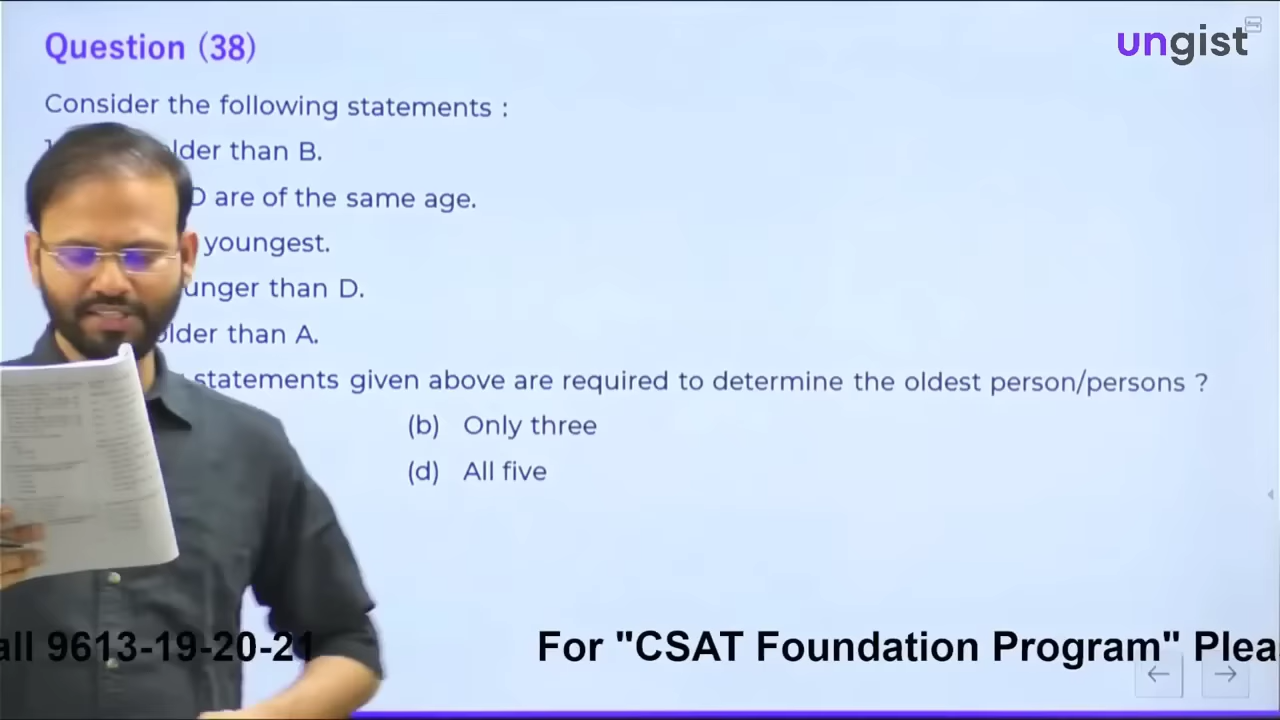 Question (38)
ungist
Consider the following statements :
lder than B.
D are of the same age.
youngest.
unger than D.
older than A.
statements given above are required to determine the oldest person/persons ?
(b) Only three
(d) All five
all 9613-19-20-21
For "CSAT Foundation Program" Plea